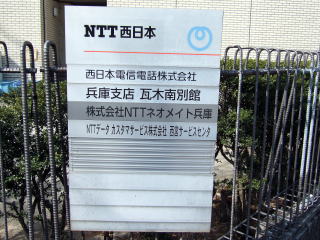 NTT西日本
西日本電信電話株式会社
兵庫支店 瓦木南別館
株式会社NTTネオメイト兵庫
NTTデータ カスタマサービス株式会社 西宮サービスセンタ